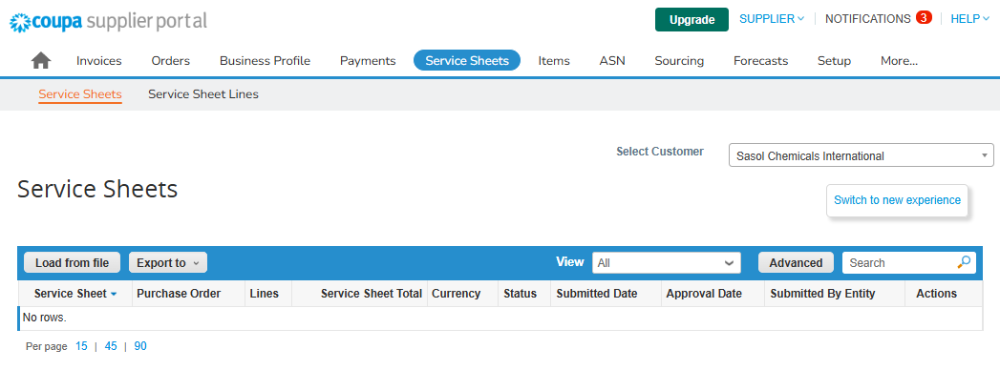 coupa supplier portal
Upgrade SUPPLIER NOTIFICATIONS 3 HELP
Invoices Orders Business Profile Payments Service Sheets Items ASN Sourcing Forecasts Setup More...
Service Sheets Service Sheet Lines
Select Customer Sasol Chemicals International
Service Sheets
Switch to new experience
Load from file Export to View All Advanced Search
Service Sheet Purchase Order Lines Service Sheet Total Currency Status Submitted Date Approval Date Submitted By Entity Actions
No rows.
Per page 15 | 45 | 90